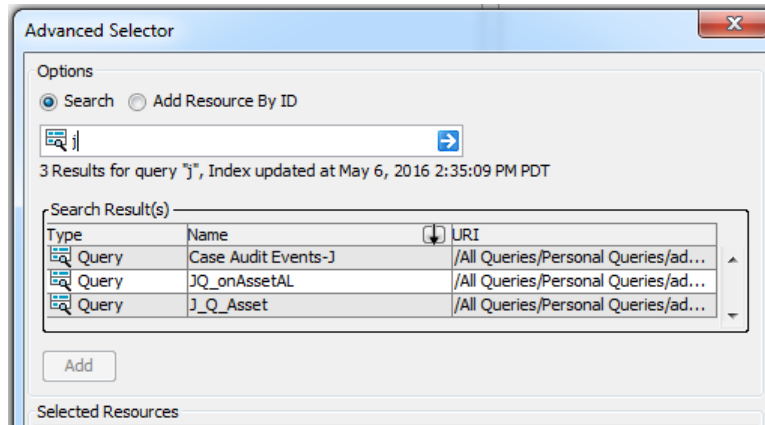 Advanced Selector
Options
Search Add Resource By ID
j
3 Results for query "j", Index updated at May 6, 2016 2:35:09 PM PDT
Search Result(s)
Type Name URI
Query Case Audit Events-J /All Queries/Personal Queries/ad...
Query JQ_onAssetAL /All Queries/Personal Queries/ad...
Query J_Q_Asset /All Queries/Personal Queries/ad...
Add
Selected Resources